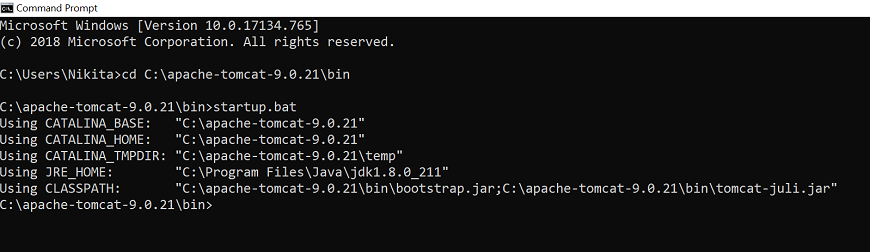 Command Prompt
Microsoft Windows [Version 10.0.17134.765]
(c) 2018 Microsoft Corporation. All rights reserved.
C:\Users\Nikita>cd C:\apache-tomcat-9.0.21\bin
C:\apache-tomcat-9.0.21\bin>startup.bat
Using CATALINA_BASE:   "C:\apache-tomcat-9.0.21"
Using CATALINA_HOME:   "C:\apache-tomcat-9.0.21"
Using CATALINA_TMPDIR: "C:\apache-tomcat-9.0.21\temp"
Using JRE_HOME:        "C:\Program Files\Java\jdk1.8.0_211"
Using CLASSPATH:       "C:\apache-tomcat-9.0.21\bin\bootstrap.jar;C:\apache-tomcat-9.0.21\bin\tomcat-juli.jar"
C:\apache-tomcat-9.0.21\bin>